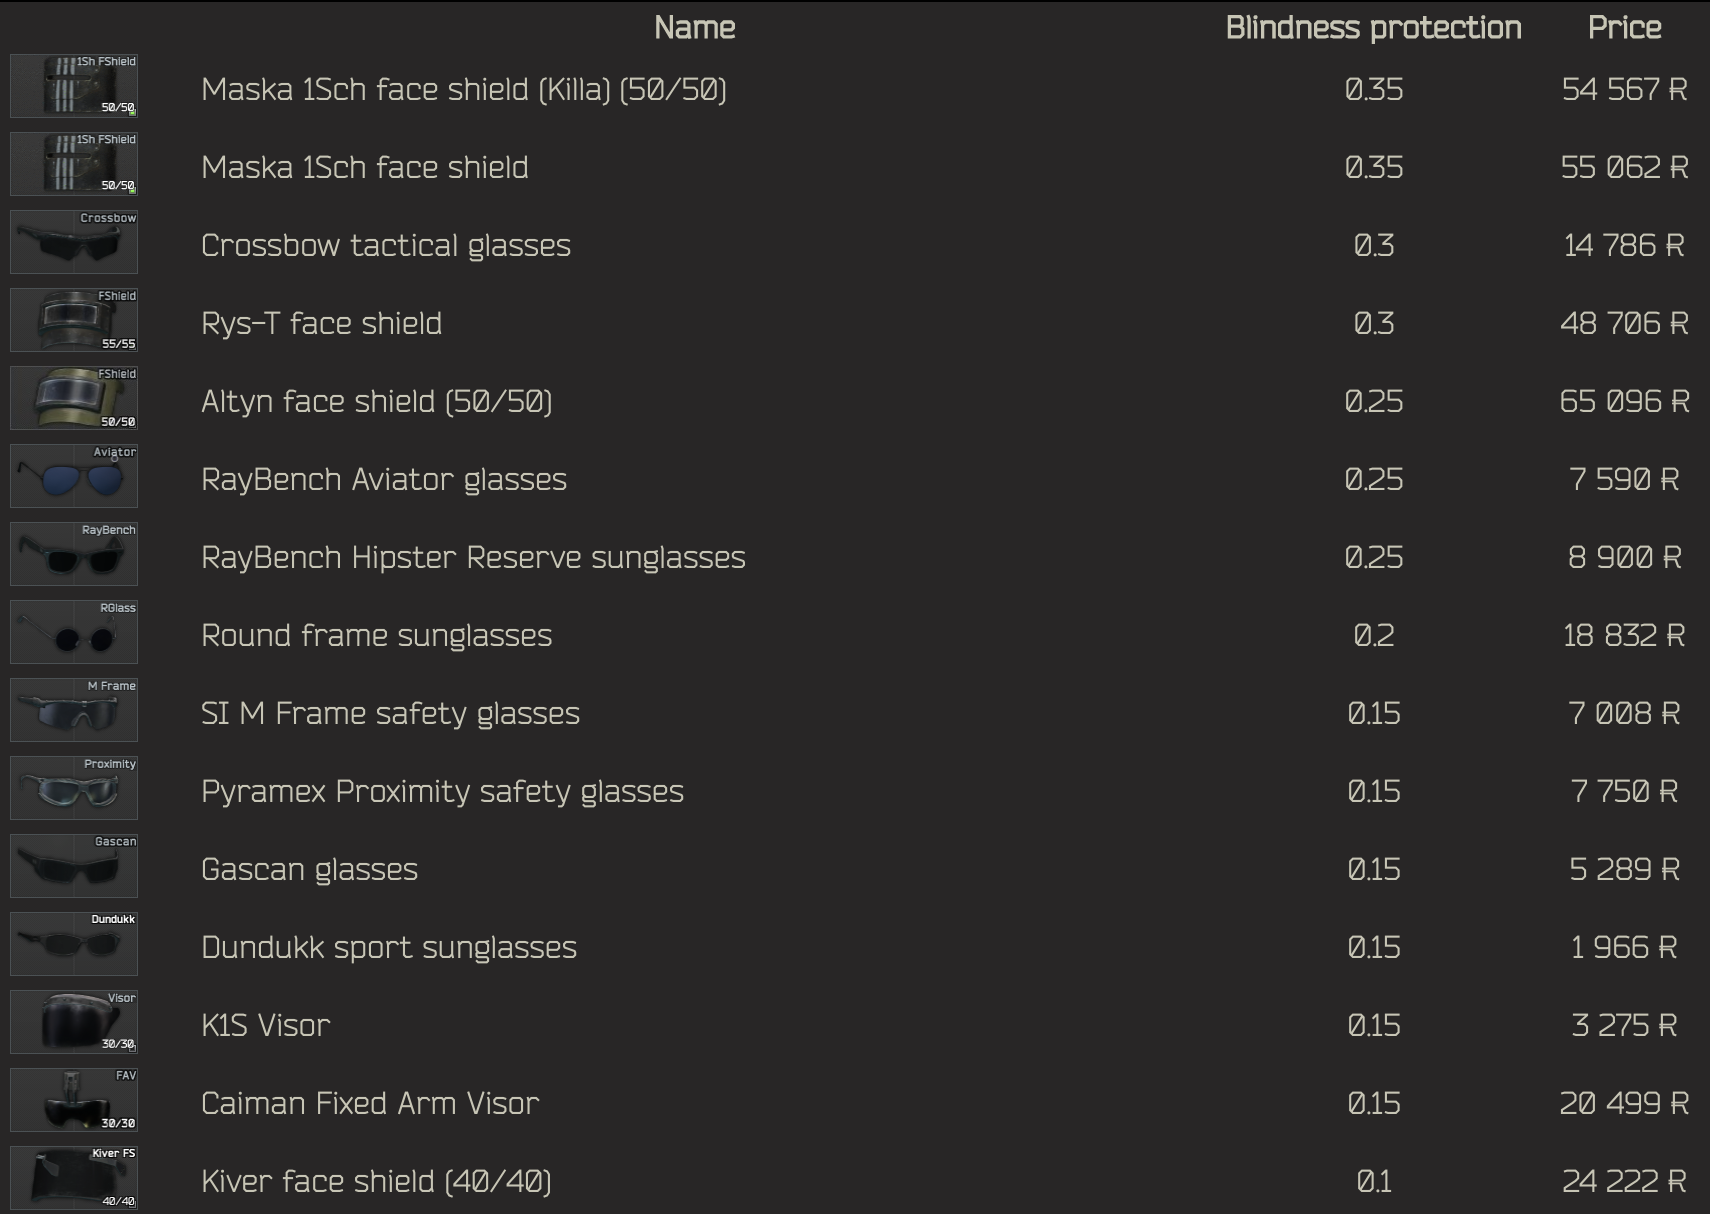 Name Blindness protection Price
1Sh FShield
50/50
Maska 1Sch face shield (Killa) (50/50) 0.35 54 567 ₽
1Sh FShield
50/50
Maska 1Sch face shield 0.35 55 062 ₽
Crossbow
Crossbow tactical glasses 0.3 14 786 ₽
FShield
55/55
Rys-T face shield 0.3 48 706 ₽
FShield
50/50
Altyn face shield (50/50) 0.25 65 096 ₽
Aviator
RayBench Aviator glasses 0.25 7 590 ₽
RayBench
RayBench Hipster Reserve sunglasses 0.25 8 900 ₽
RGlass
Round frame sunglasses 0.2 18 832 ₽
M Frame
SI M Frame safety glasses 0.15 7 008 ₽
Proximity
Pyramex Proximity safety glasses 0.15 7 750 ₽
Gascan
Gascan glasses 0.15 5 289 ₽
Dundukk
Dundukk sport sunglasses 0.15 1 966 ₽
Visor
30/30
K1S Visor 0.15 3 275 ₽
FAV
30/30
Caiman Fixed Arm Visor 0.15 20 499 ₽
Kiver FS
40/40
Kiver face shield (40/40) 0.1 24 222 ₽